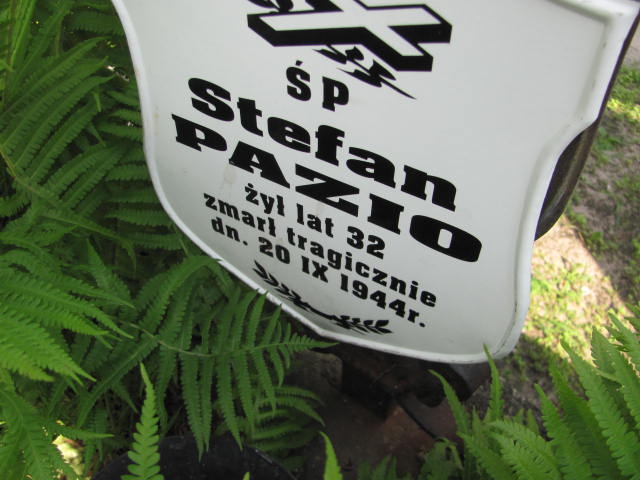 ŚP
Stefan
PAZIO
żył lat 32
zmarł tragicznie
dn. 20 IX 1944r.